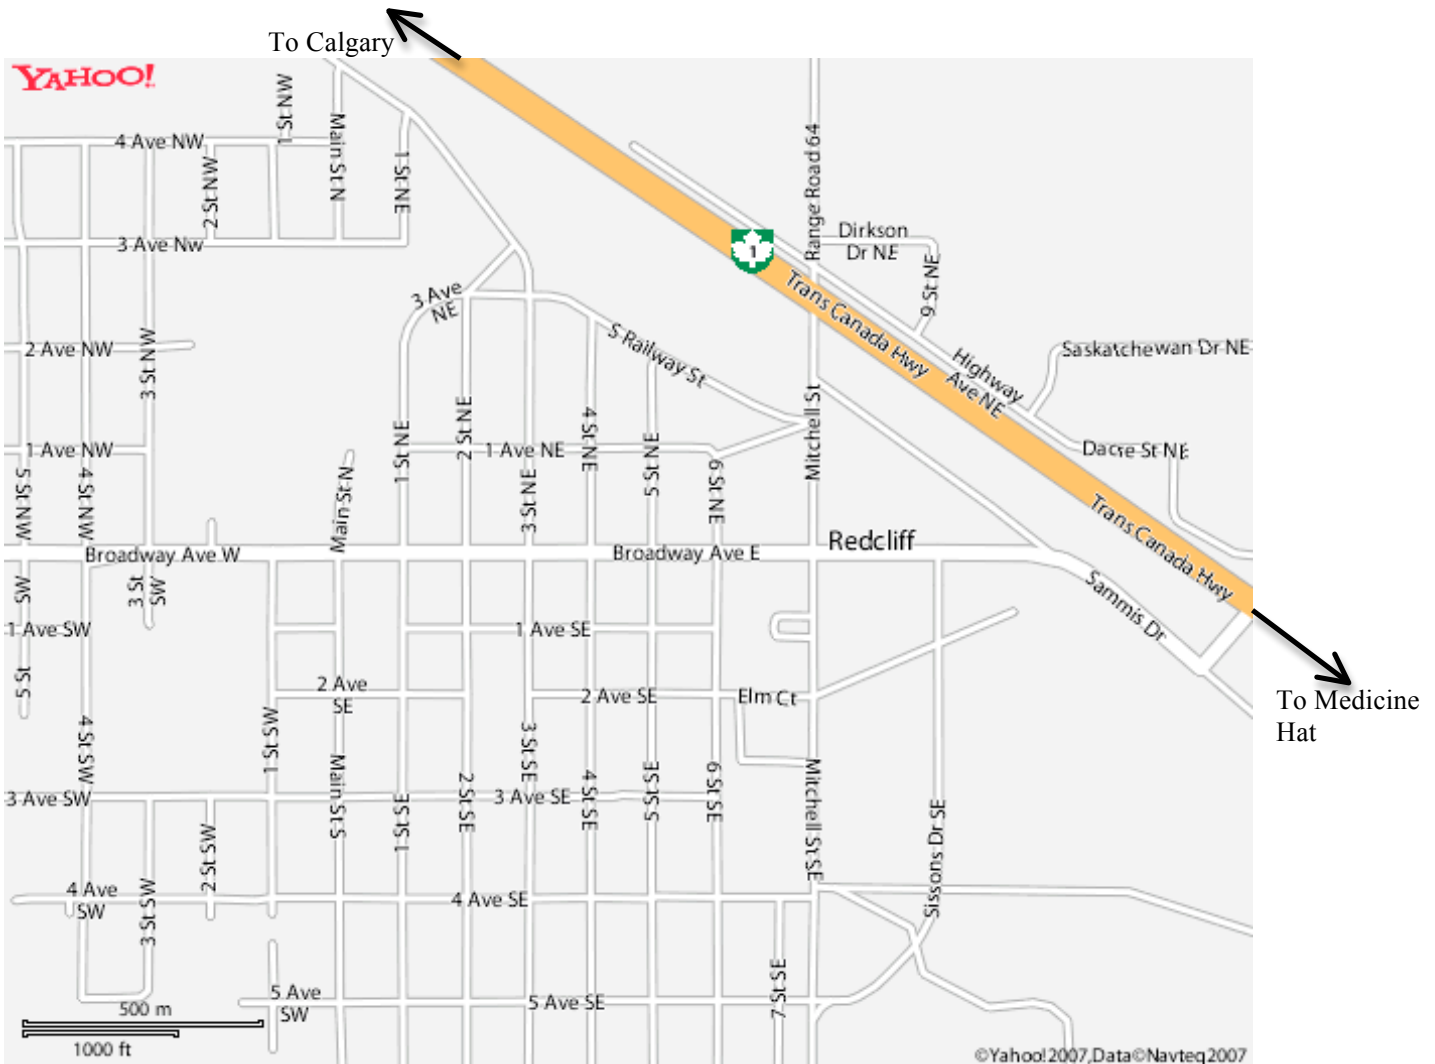 To Calgary
YAHOO!
1 St NW
4 Ave NW
Main St N
1 St NE
2 St NW
Range Road 64
3 Ave Nw
Dirkson
Dr NE
1
9 St NE
3 Ave
NE
Trans Canada Hwy
S Railway St
2 Ave NW
3 St NW
Highway
Ave NE
Saskatchewan Dr NE
Mitchell St
1 Ave NW
1 St NE
2 St NE
1 Ave NE
4 St NE
5 St NE
Dacre St NE
5 St NW
4 St NW
Main St N
3 St NE
6 St NE
Trans Canada Hwy
Broadway Ave W
Broadway Ave E
Redcliff
5 St
SW
3 St
SW
Sammis Dr
1 Ave SW
1 Ave SE
2 Ave
SE
2 Ave SE
Elm Ct
To Medicine
Hat
4 St SW
1 St SW
3 St SE
3 Ave SW
Main St S
1 St SE
2 St SE
3 Ave SE
4 St SE
5 St SE
6 St SE
Mitchell St SE
2 St SW
Sissons Dr SE
4 Ave
SW
3 St SW
4 Ave SE
7 St SE
5 Ave
SW
5 Ave SE
500 m
1000 ft
©Yahoo!2007,Data©Navteq2007